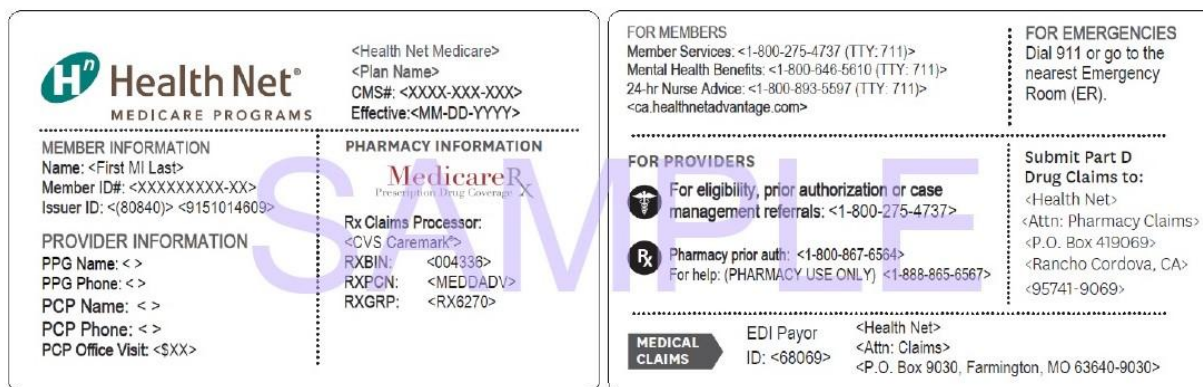 Hn Health Net®
MEDICARE PROGRAMS
<Health Net Medicare>
<Plan Name>
CMS#: <XXXX-XXX-XXX>
Effective:<MM-DD-YYYY>
MEMBER INFORMATION
Name: <First MI Last>
Member ID#: <XXXXXXXXX-XX>
Issuer ID: <(80840)> <9151014609>
PROVIDER INFORMATION
PPG Name: < >
PPG Phone: < >
PCP Name: < >
PCP Phone: < >
PCP Office Visit: <$XX>
PHARMACY INFORMATION
MedicareRx
Prescription Drug Coverage
Rx Claims Processor:
<CVS Caremark®>
RXBIN: <004336>
RXPCN: <MEDDADV>
RXGRP: <RX6270>
FOR MEMBERS
Member Services: <1-800-275-4737 (TTY: 711)>
Mental Health Benefits: <1-800-646-5610 (TTY: 711)>
24-hr Nurse Advice: <1-800-893-5597 (TTY: 711)>
<ca.healthnetadvantage.com>
FOR EMERGENCIES
Dial 911 or go to the
nearest Emergency
Room (ER).
FOR PROVIDERS
For eligibility, prior authorization or case
management referrals: <1-800-275-4737>
Rx
Pharmacy prior auth: <1-800-867-6564>
For help: (PHARMACY USE ONLY) <1-888-865-6567>
Submit Part D
Drug Claims to:
<Health Net>
<Attn: Pharmacy Claims>
<P.O. Box 419069>
<Rancho Cordova, CA>
<95741-9069>
MEDICAL
CLAIMS
EDI Payor
ID: <68069>
<Health Net>
<Attn: Claims>
<P.O. Box 9030, Farmington, MO 63640-9030>
SAMPLE